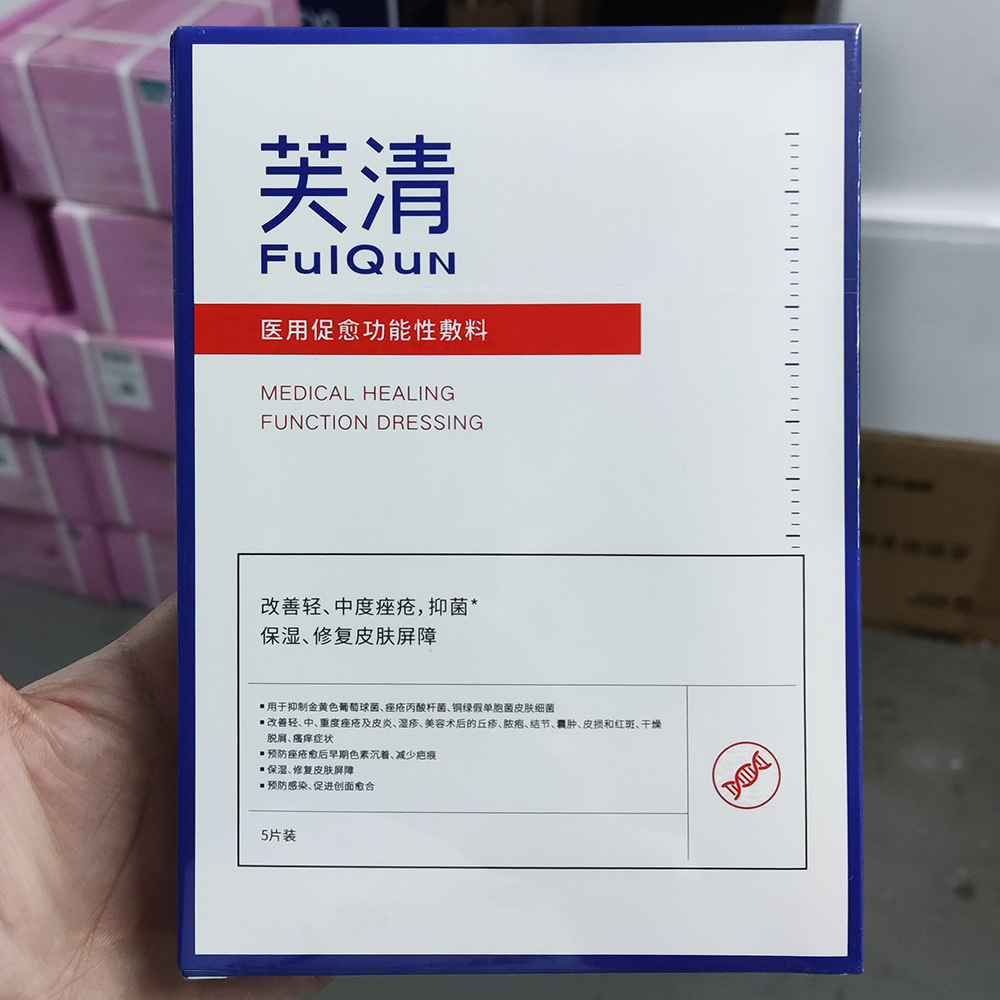 芙清
FulQuN
医用促愈功能性敷料
MEDICAL HEALING
FUNCTION DRESSING
改善轻、中度痤疮，抑菌*
保湿、修复皮肤屏障
▪用于抑制金黄色葡萄球菌、痤疮丙酸杆菌、铜绿假单胞菌皮肤细菌
▪改善轻、中、重度痤疮及皮炎、湿疹、美容术后的丘疹、脓疱、结节、囊肿、皮损和红斑、干燥
脱屑、瘙痒症状
▪预防痤疮愈后早期色素沉着、减少疤痕
▪保湿、修复皮肤屏障
▪预防感染、促进创面愈合
5片装